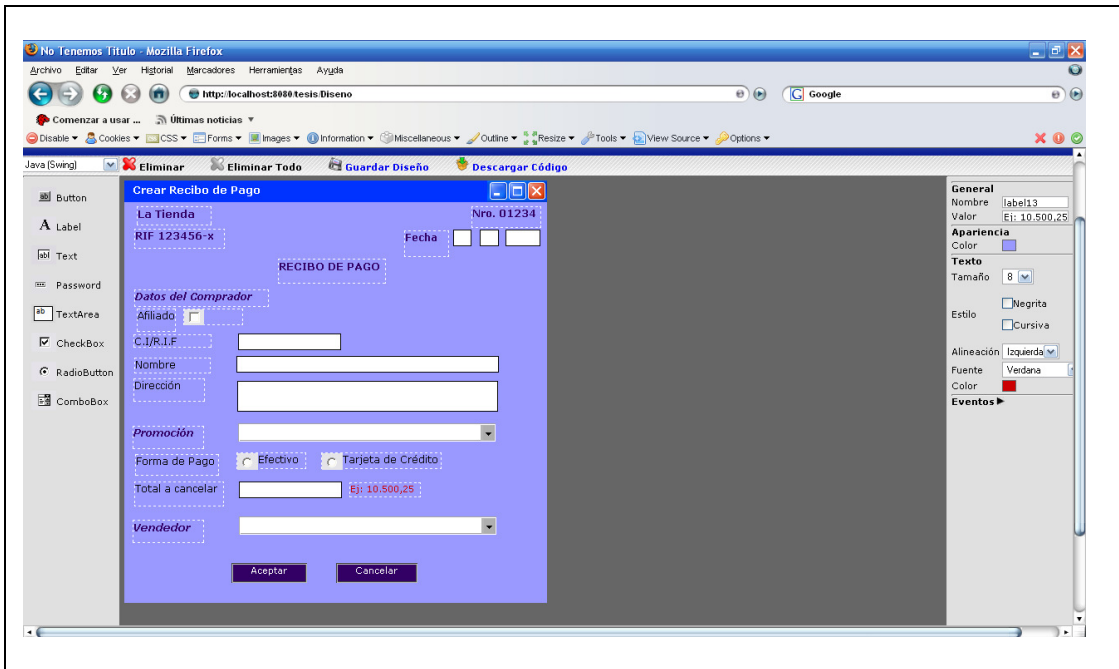 No Tenemos Titulo - Mozilla Firefox
Archivo Editar Ver Historial Marcadores Herramientas Ayuda
http://localhost:8080/tesis/Diseno
Google
Comenzar a usar ... Últimas noticias
Disable Cookies CSS Forms Images Information Miscellaneous Outline Resize Tools View Source Options
Java (Swing) Eliminar Eliminar Todo Guardar Diseño Descargar Código
Button
Label
Text
Password
TextArea
CheckBox
RadioButton
ComboBox
Crear Recibo de Pago
La Tienda Nro. 01234
RIF 123456-x Fecha
RECIBO DE PAGO
Datos del Comprador
Afiliado
C.I/R.I.F
Nombre
Dirección
Promoción
Forma de Pago Efectivo Tarjeta de Crédito
Total a cancelar Ej: 10.500,25
Vendedor
Aceptar Cancelar
General
Nombre label13
Valor Ej: 10.500,25
Apariencia
Color
Texto
Tamaño 8
Negrita
Estilo
Cursiva
Alineación Izquierda
Fuente Verdana
Color
Eventos